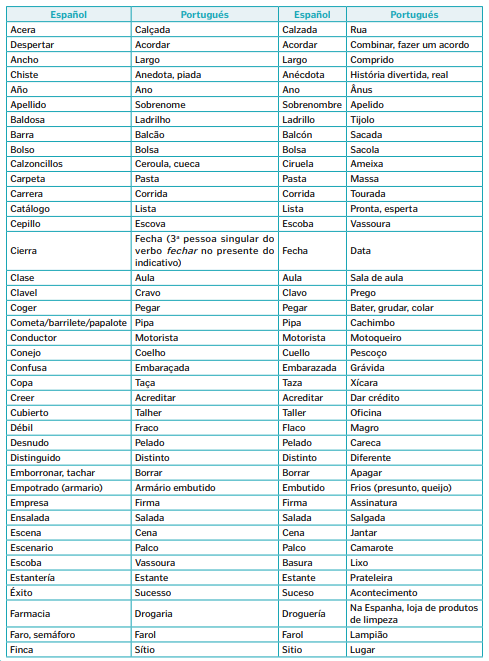 Español Portugués Español Portugués
Acera Calçada Calzada Rua
Despertar Acordar Acordar Combinar, fazer um acordo
Ancho Largo Largo Comprido
Chiste Anedota, piada Anécdota História divertida, real
Año Ano Ano Ânus
Apellido Sobrenome Sobrenombre Apelido
Baldosa Ladrilho Ladrillo Tijolo
Barra Balcão Balcón Sacada
Bolso Bolsa Bolsa Sacola
Calzoncillos Ceroula, cueca Ciruela Ameixa
Carpeta Pasta Pasta Massa
Carrera Corrida Corrida Tourada
Catálogo Lista Lista Pronta, esperta
Cepillo Escova Escoba Vassoura
Cierra Fecha (3ª pessoa singular do
verbo fechar no presente do
indicativo) Fecha Data
Clase Aula Aula Sala de aula
Clavel Cravo Clavo Prego
Coger Pegar Pegar Bater, grudar, colar
Cometa/barrilete/papalote Pipa Pipa Cachimbo
Conductor Motorista Motorista Motoqueiro
Conejo Coelho Cuello Pescoço
Confusa Embaraçada Embarazada Grávida
Copa Taça Taza Xícara
Creer Acreditar Acreditar Dar crédito
Cubierto Talher Taller Oficina
Débil Fraco Flaco Magro
Desnudo Pelado Pelado Careca
Distinguido Distinto Distinto Diferente
Emborronar, tachar Borrar Borrar Apagar
Empotrado (armario) Armário embutido Embutido Frios (presunto, queijo)
Empresa Firma Firma Assinatura
Ensalada Salada Salada Salgada
Escena Cena Cena Jantar
Escenario Palco Palco Camarote
Escoba Vassoura Basura Lixo
Estantería Estante Estante Prateleira
Éxito Sucesso Suceso Acontecimento
Farmacia Drogaria Droguería Na Espanha, loja de produtos
de limpeza
Faro, semáforo Farol Farol Lampião
Finca Sítio Sitio Lugar